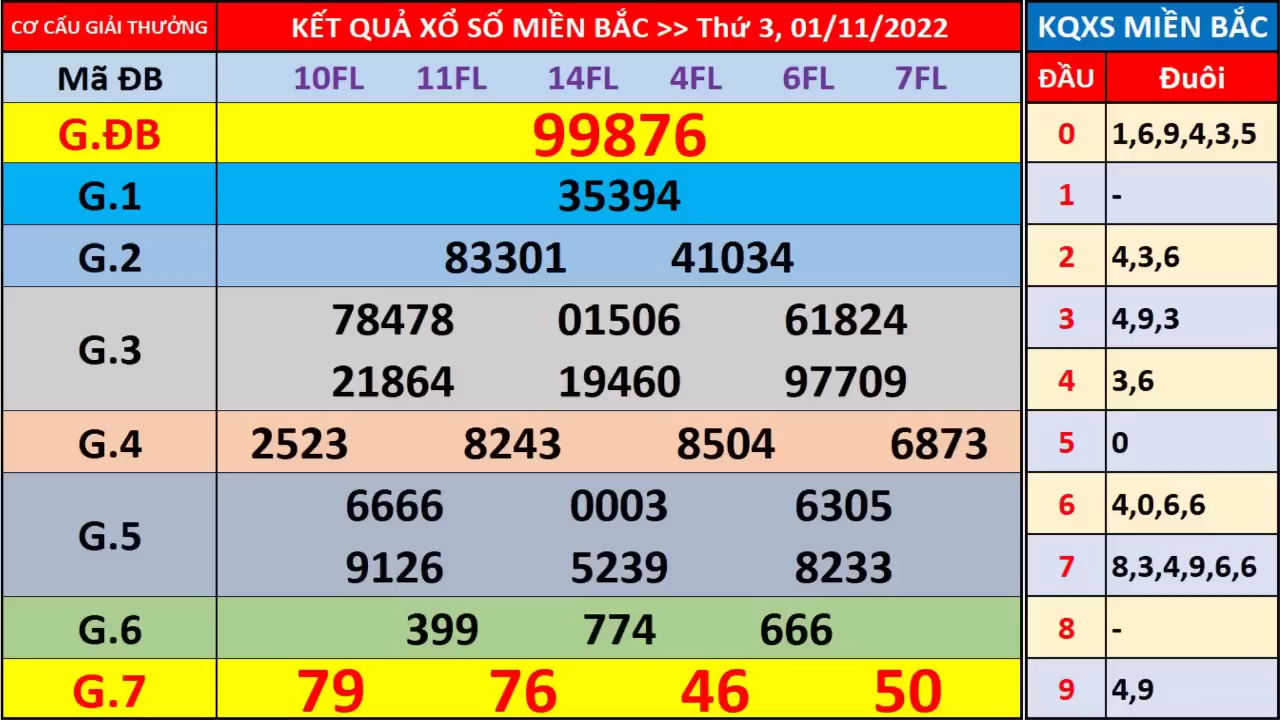 CƠ CẤU GIẢI THƯỞNG
KẾT QUẢ XỔ SỐ MIỀN BẮC >> Thứ 3, 01/11/2022
Mã ĐB 10FL 11FL 14FL 4FL 6FL 7FL
G.ĐB 99876
G.1 35394
G.2 83301 41034
G.3 78478 01506 61824
21864 19460 97709
G.4 2523 8243 8504 6873
G.5 6666 0003 6305
9126 5239 8233
G.6 399 774 666
G.7 79 76 46 50
KQXS MIỀN BẮC
ĐẦU Đuôi
0 1,6,9,4,3,5
1 -
2 4,3,6
3 4,9,3
4 3,6
5 0
6 4,0,6,6
7 8,3,4,9,6,6
8 -
9 4,9